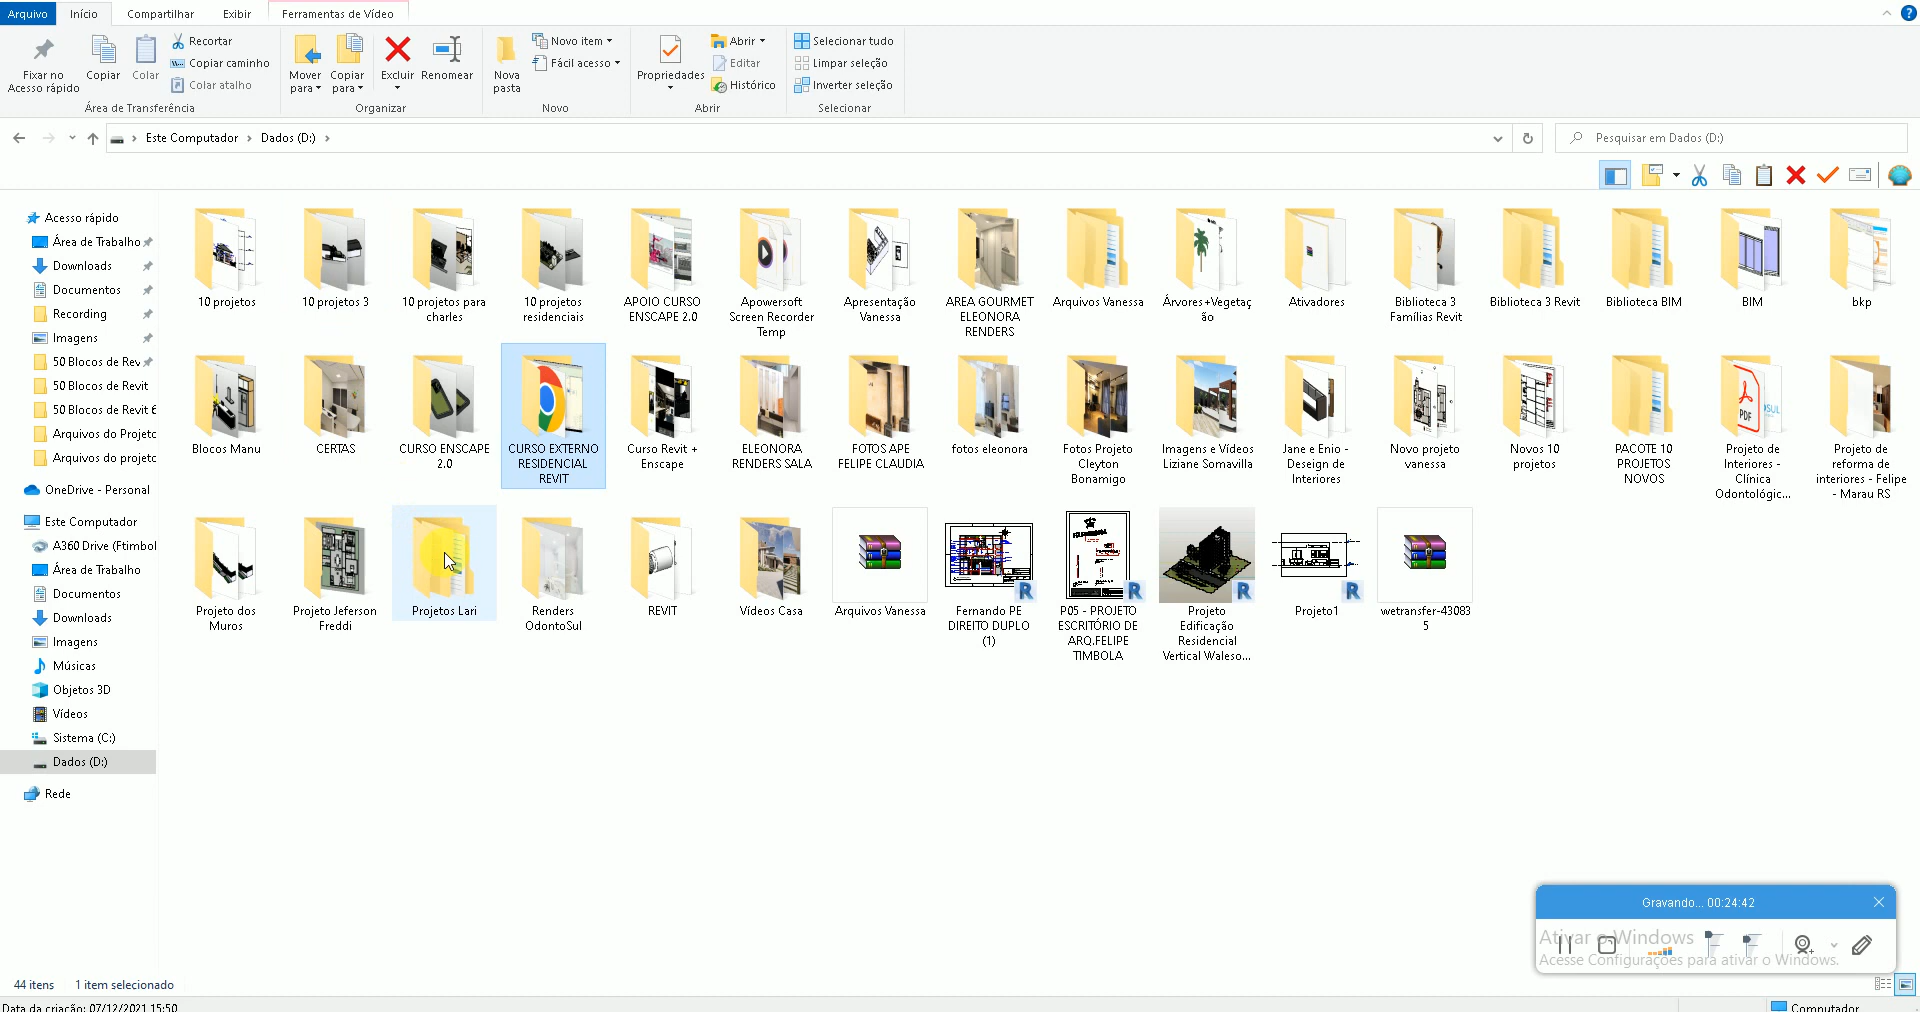 Arquivo
Início
Compartilhar
Exibir
Ferramentas de Vídeo
Fixar no
Acesso rápido
Copiar
Colar
Recortar
Copiar caminho
Colar atalho
Área de Transferência
Mover
para
Copiar
para
Excluir
Renomear
Organizar
Nova
pasta
Novo item
Fácil acesso
Novo
Propriedades
Abrir
Editar
Histórico
Abrir
Selecionar tudo
Limpar seleção
Inverter seleção
Selecionar
Este Computador
Dados (D:)
Pesquisar em Dados (D:)
Acesso rápido
Área de Trabalho
Downloads
Documentos
Recording
Imagens
50 Blocos de Rev
50 Blocos de Revit
50 Blocos de Revit 6
Arquivos do Projeto
Arquivos do projeto
OneDrive - Personal
Este Computador
A360 Drive (Ftimbol
Área de Trabalho
Documentos
Downloads
Imagens
Músicas
Objetos 3D
Vídeos
Sistema (C:)
Dados (D:)
Rede
10 projetos
10 projetos 3
10 projetos para
charles
10 projetos
residenciais
APOIO CURSO
ENSCAPE 2.0
Apowersoft
Screen Recorder
Temp
Apresentação
Vanessa
AREA GOURMET
ELEONORA
RENDERS
Arquivos Vanessa
Árvores+Vegetaç
ão
Ativadores
Biblioteca 3
Famílias Revit
Biblioteca 3 Revit
Biblioteca BIM
BIM
bkp
Blocos Manu
CERTAS
CURSO ENSCAPE
2.0
CURSO EXTERNO
RESIDENCIAL
REVIT
Curso Revit +
Enscape
ELEONORA
RENDERS SALA
FOTOS APE
FELIPE CLAUDIA
fotos eleonora
Fotos Projeto
Cleyton
Bonamigo
Imagens e Vídeos
Liziane Somavilla
Jane e Enio -
Deseign de
Interiores
Novo projeto
vanessa
Novos 10
projetos
PACOTE 10
PROJETOS
NOVOS
PDF
Projeto de
Interiores -
Clínica
Odontológic...
Projeto de
reforma de
interiores - Felipe
- Marau RS
Projeto dos
Muros
Projeto Jeferson
Freddi
Projetos Lari
Renders
OdontoSul
REVIT
Vídeos Casa
Arquivos Vanessa
Fernando PE
DIREITO DUPLO
(1)
P05 - PROJETO
ESCRITÓRIO DE
ARQ.FELIPE
TIMBOLA
Projeto
Edificação
Residencial
Vertical Waleso...
Projeto1
wetransfer-43083
5
Gravando... 00:24:42
Ativar o Windows
Acesse Configurações para ativar o Windows.
44 itens
1 item selecionado
Data da criação: 07/12/2021 15:50
Computador